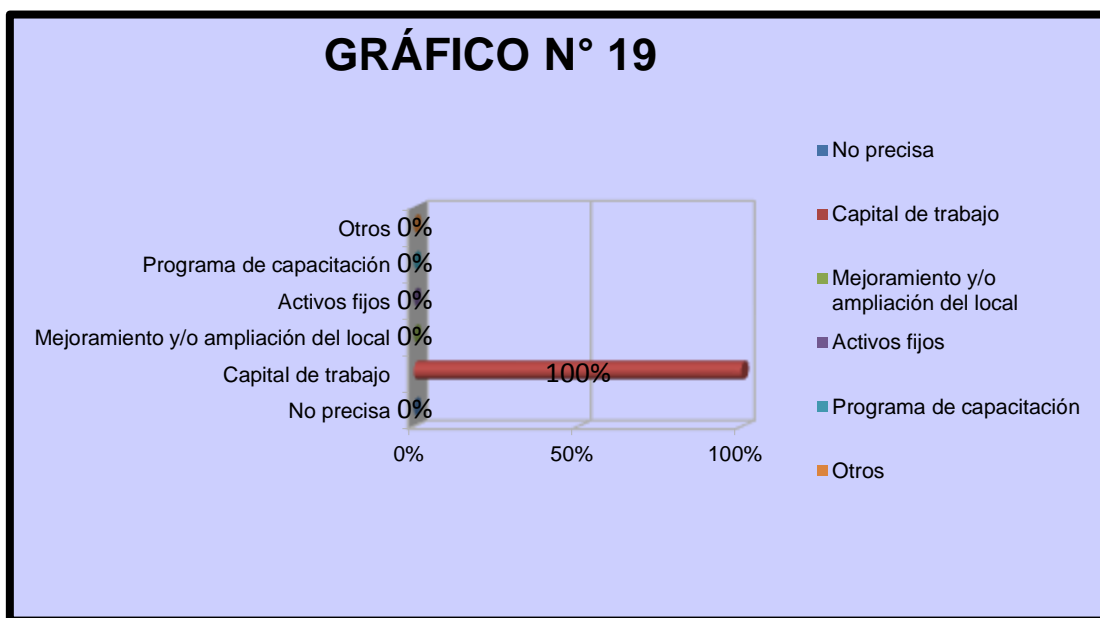 GRÁFICO N° 19
Otros 0%
Programa de capacitación 0%
Activos fijos 0%
Mejoramiento y/o ampliación del local 0%
Capital de trabajo 100%
No precisa 0%
0% 50% 100%
No precisa
Capital de trabajo
Mejoramiento y/o
ampliación del local
Activos fijos
Programa de capacitación
Otros